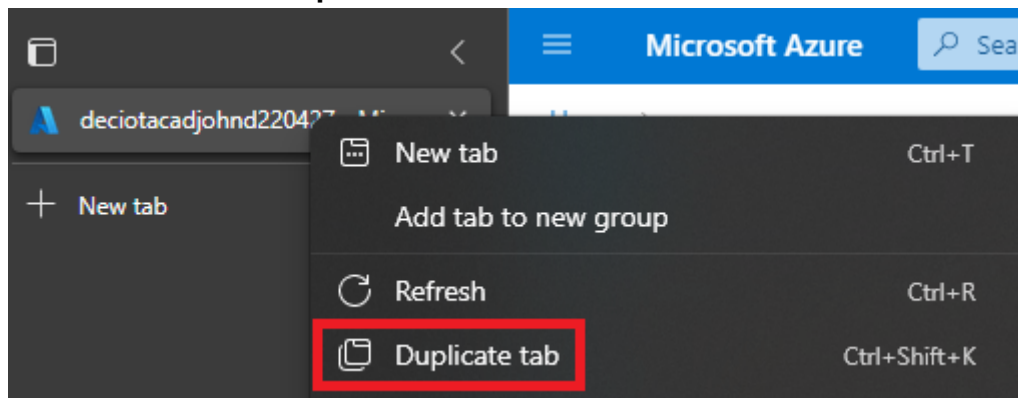 Microsoft Azure
Sea
deciotacadjohnd220427
New tab Ctrl+T
New tab
Add tab to new group
Refresh Ctrl+R
Duplicate tab Ctrl+Shift+K